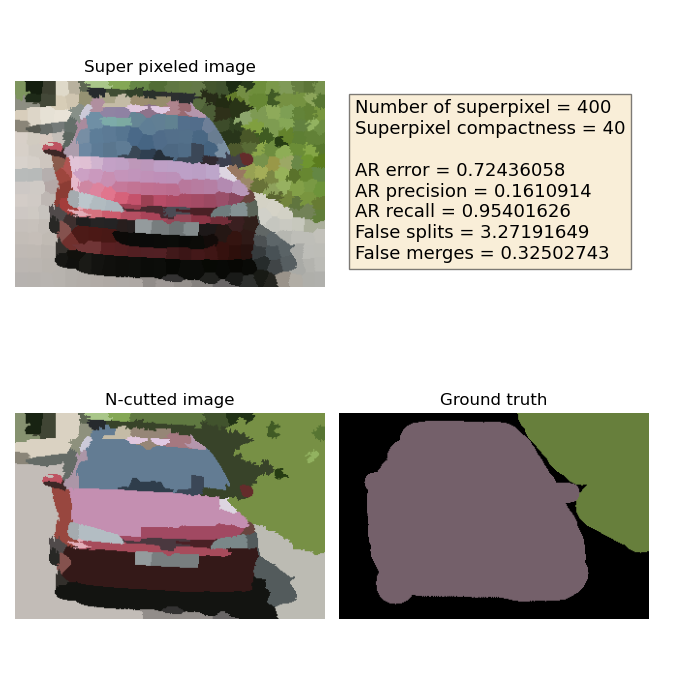 Super pixeled image
Number of superpixel = 400
Superpixel compactness = 40
AR error = 0.72436058
AR precision = 0.1610914
AR recall = 0.95401626
False splits = 3.27191649
False merges = 0.32502743
N-cutted image
Ground truth